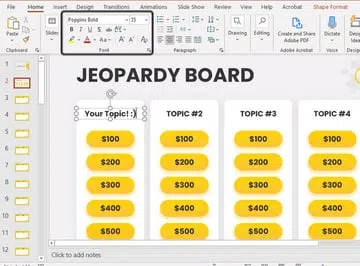 File Home Insert Design Transitions Animations Slide Show Record Review View Help Acrobat Shape Format
Poppins Bold 15
Paste
New Slide
Drawing
Editing
Create and Share Adobe PDF
Clipboard Slides Font Paragraph Adobe Acrobat
1
2
3
4
5
6
7
8
9
10
11
12
JEOPARDY BOARD
Your Topic! :) TOPIC #2 TOPIC #3 TOPIC #4
$100 $100 $100 $100
$200 $200 $200 $200
$300 $300 $300 $300
$400 $400 $400 $400
$500 $500 $500 $500
Click to add notes